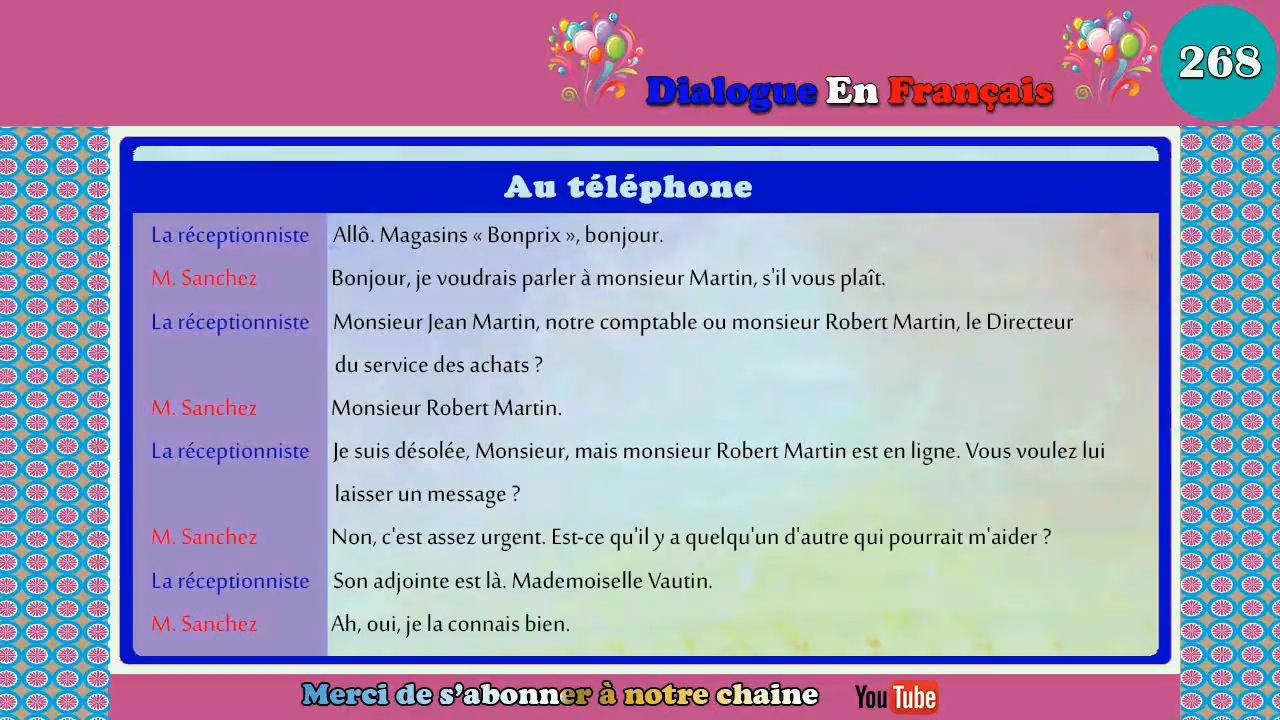 268
Dialogue En Français
Au téléphone
La réceptionniste Allô. Magasins « Bonprix », bonjour.
M. Sanchez Bonjour, je voudrais parler à monsieur Martin, s'il vous plaît.
La réceptionniste Monsieur Jean Martin, notre comptable ou monsieur Robert Martin, le Directeur
du service des achats ?
M. Sanchez Monsieur Robert Martin.
La réceptionniste Je suis désolée, Monsieur, mais monsieur Robert Martin est en ligne. Vous voulez lui
laisser un message ?
M. Sanchez Non, c'est assez urgent. Est-ce qu'il y a quelqu'un d'autre qui pourrait m'aider ?
La réceptionniste Son adjointe est là. Mademoiselle Vautin.
M. Sanchez Ah, oui, je la connais bien.
Merci de s'abonner à notre chaine YouTube